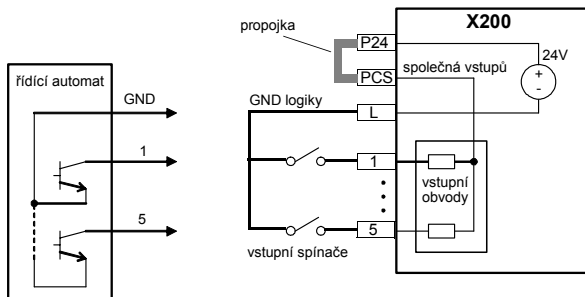 X200
propojka
P24
24V
PCS
společná vstupů
+
-
řídící automat
GND
GND logiky
L
1
1
vstupní
obvody
5
5
vstupní spínače